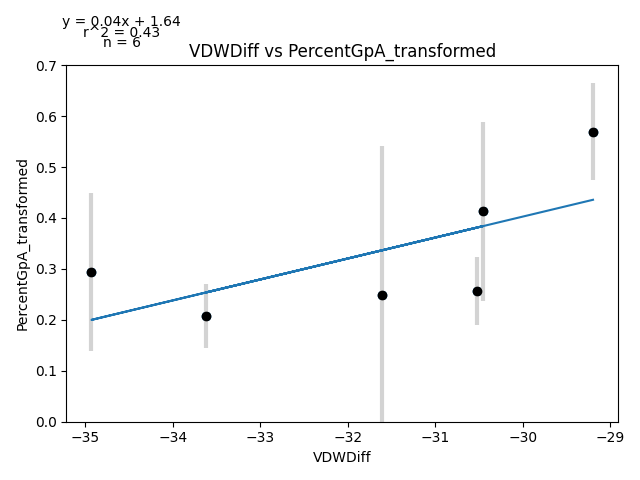 y = 0.04x + 1.64
r^2 = 0.43
n = 6
VDWDiff vs PercentGpA_transformed
PercentGpA_transformed
0.7
0.6
0.5
0.4
0.3
0.2
0.1
0.0
−35
−34
−33
−32
−31
−30
−29
VDWDiff